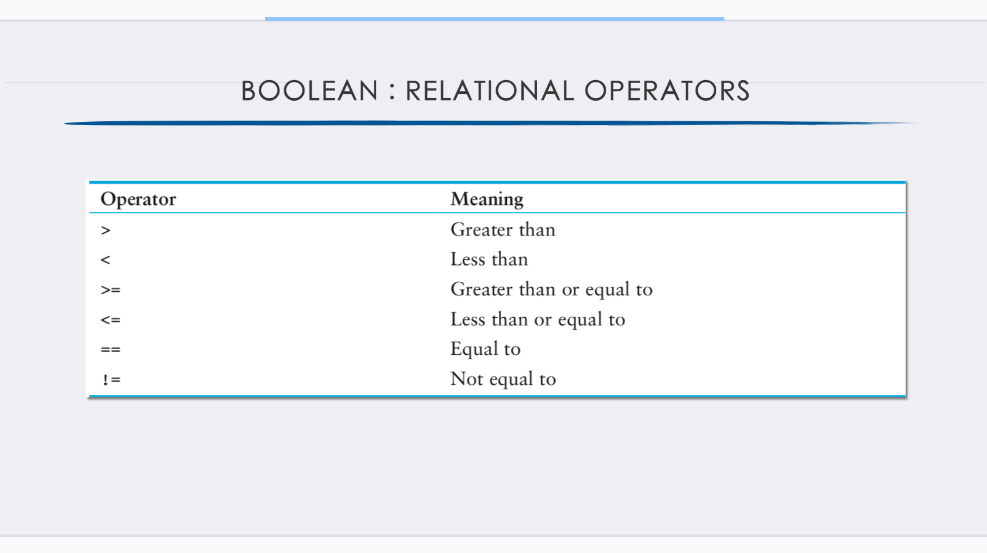 BOOLEAN : RELATIONAL OPERATORS
Operator Meaning
> Greater than
< Less than
>= Greater than or equal to
<= Less than or equal to
== Equal to
!= Not equal to